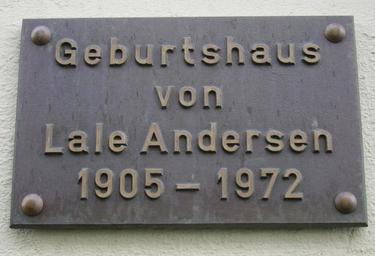 Geburtshaus
von
Lale Andersen
1905 – 1972